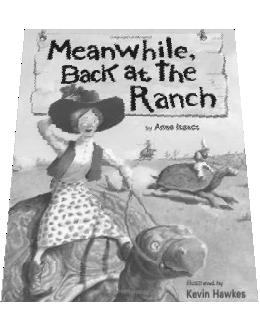 Meanwhile,
Back at the
Ranch
by Anne Isaacs
Illustrated by
Kevin Hawkes